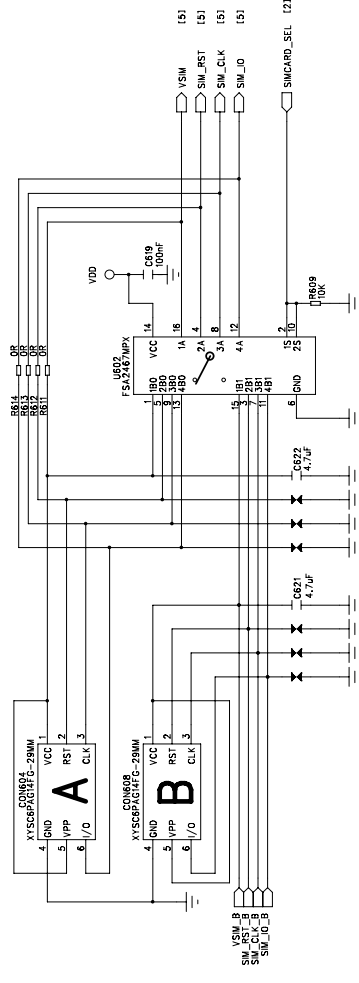 R614 0R
R613 0R
R612 0R
R611 0R
CON604
XYSC6PAG14FG-29MM
4 GND VCC 1
5 VPP RST 2
6 I/O CLK 3
A
CON608
XYSC6PAG14FG-29MM
4 GND VCC 1
5 VPP RST 2
6 I/O CLK 3
B
VDD
C619
100nF
U602
FSA2467MPX
VCC 14
1 1B0 1A 16
5 2B0 2A 4
9 3B0 3A 8
13 4B0 4A 12
15 1B1
3 2B1
7 3B1 1S 2
11 4B1 2S 10
6 GND
VSIM [5]
SIM_RST [5]
SIM_CLK [5]
SIM_IO [5]
SIMCARD_SEL [2]
R609
10K
C622
4.7uF
C621
4.7uF
VSIM_B
SIM_RST_B
SIM_CLK_B
SIM_IO_B